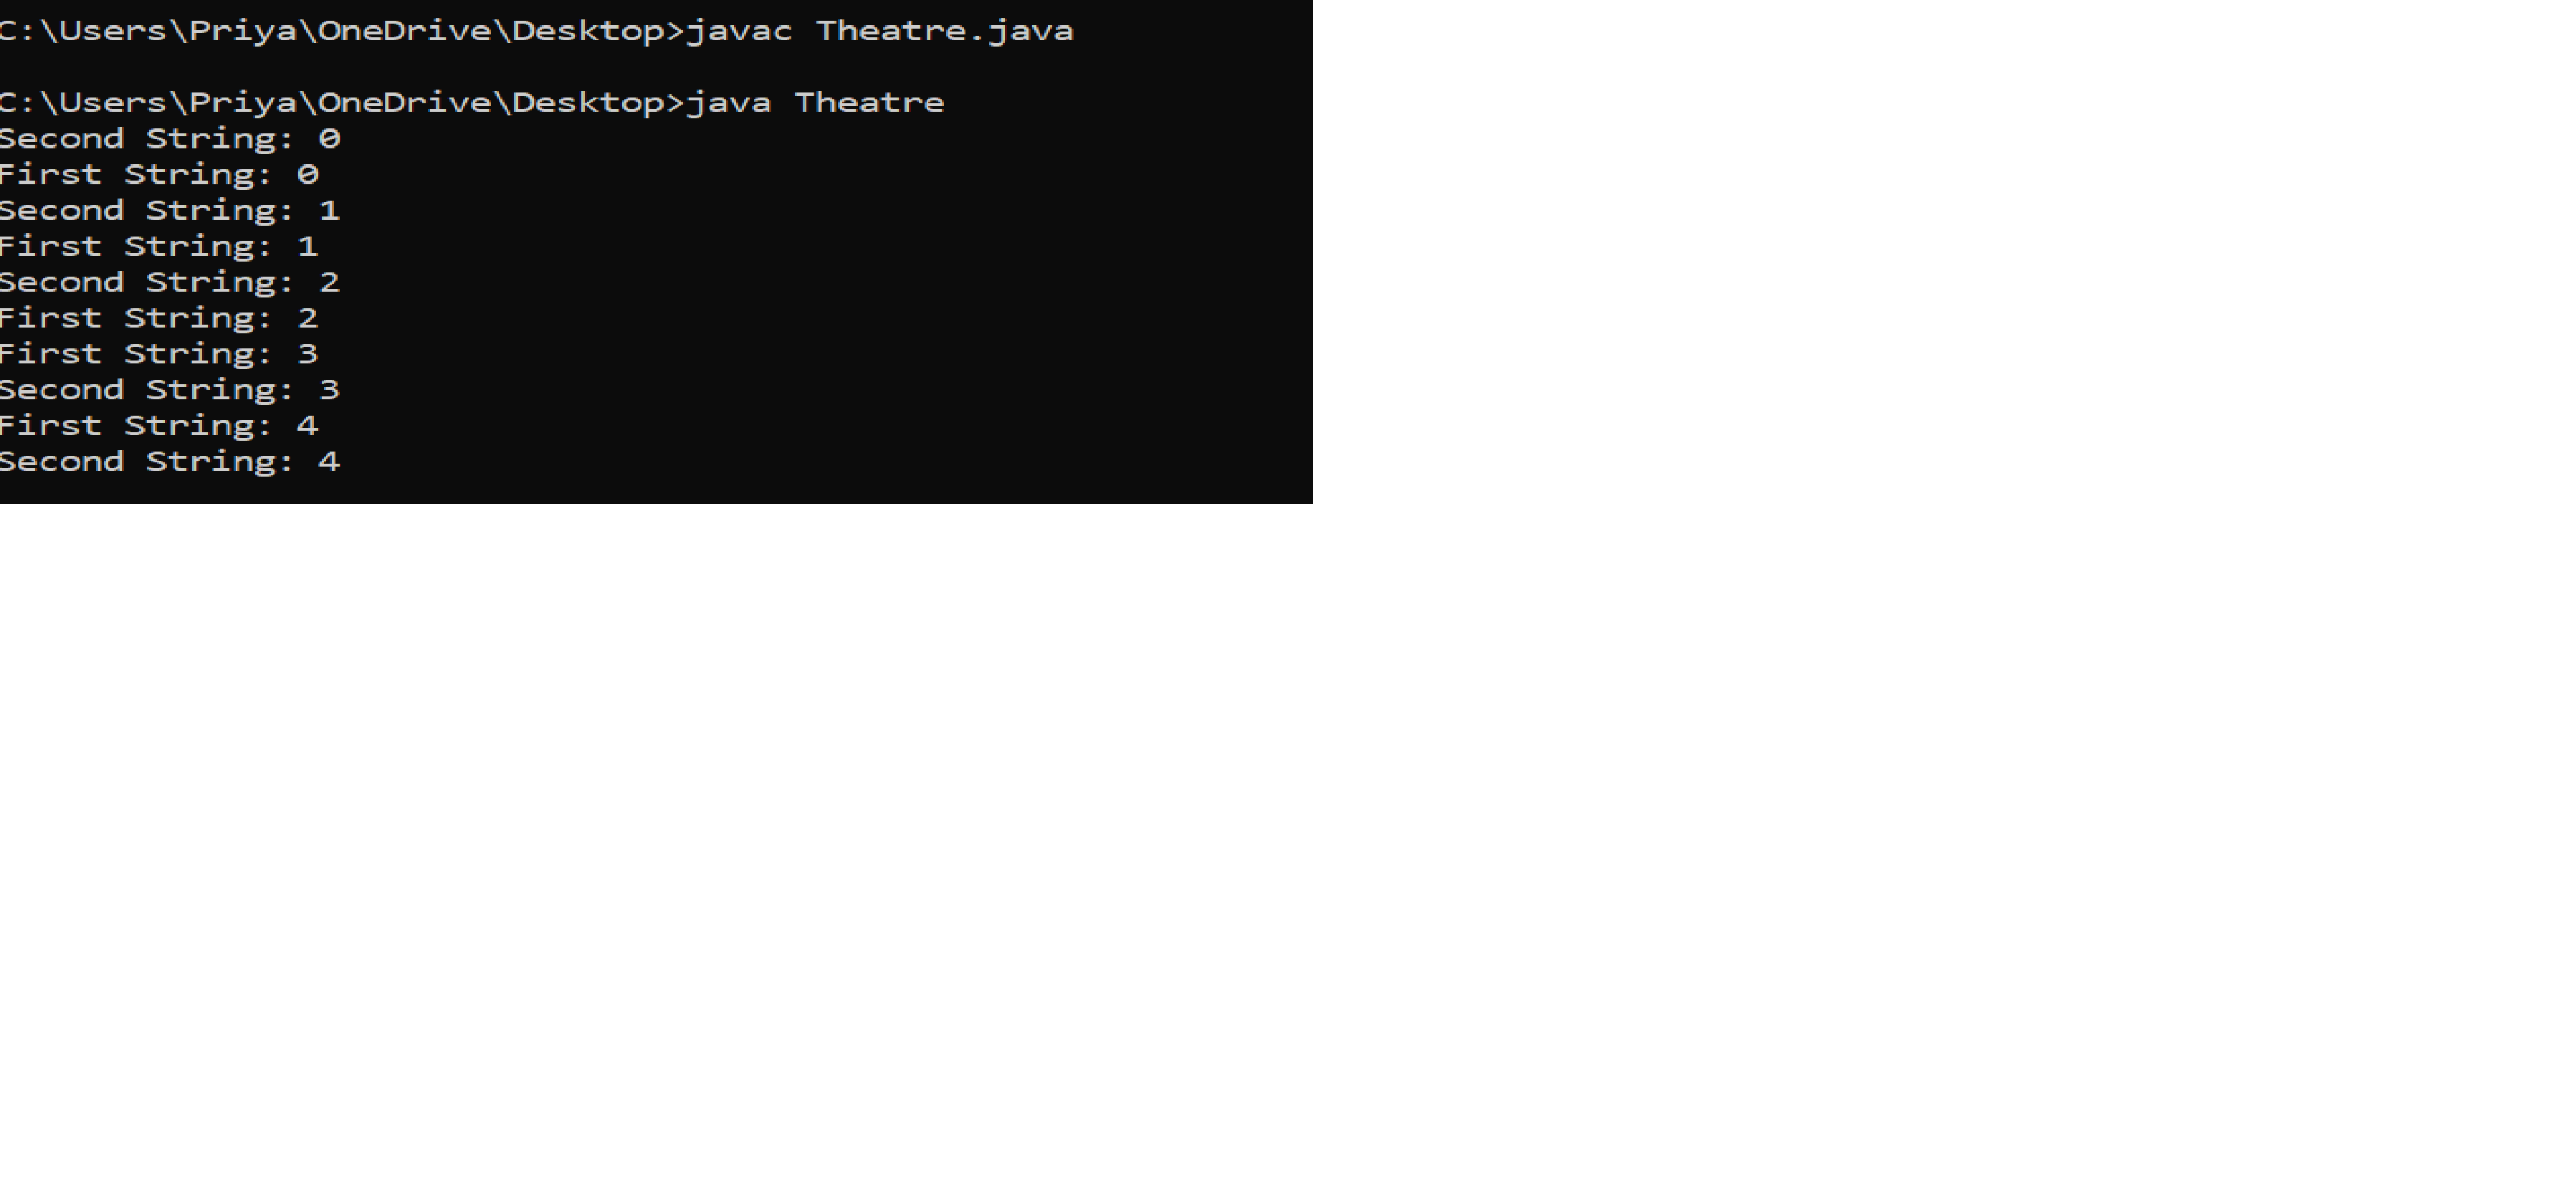 C:\Users\Priya\OneDrive\Desktop>javac Theatre.java
C:\Users\Priya\OneDrive\Desktop>java Theatre
Second String: 0
First String: 0
Second String: 1
First String: 1
Second String: 2
First String: 2
First String: 3
Second String: 3
First String: 4
Second String: 4